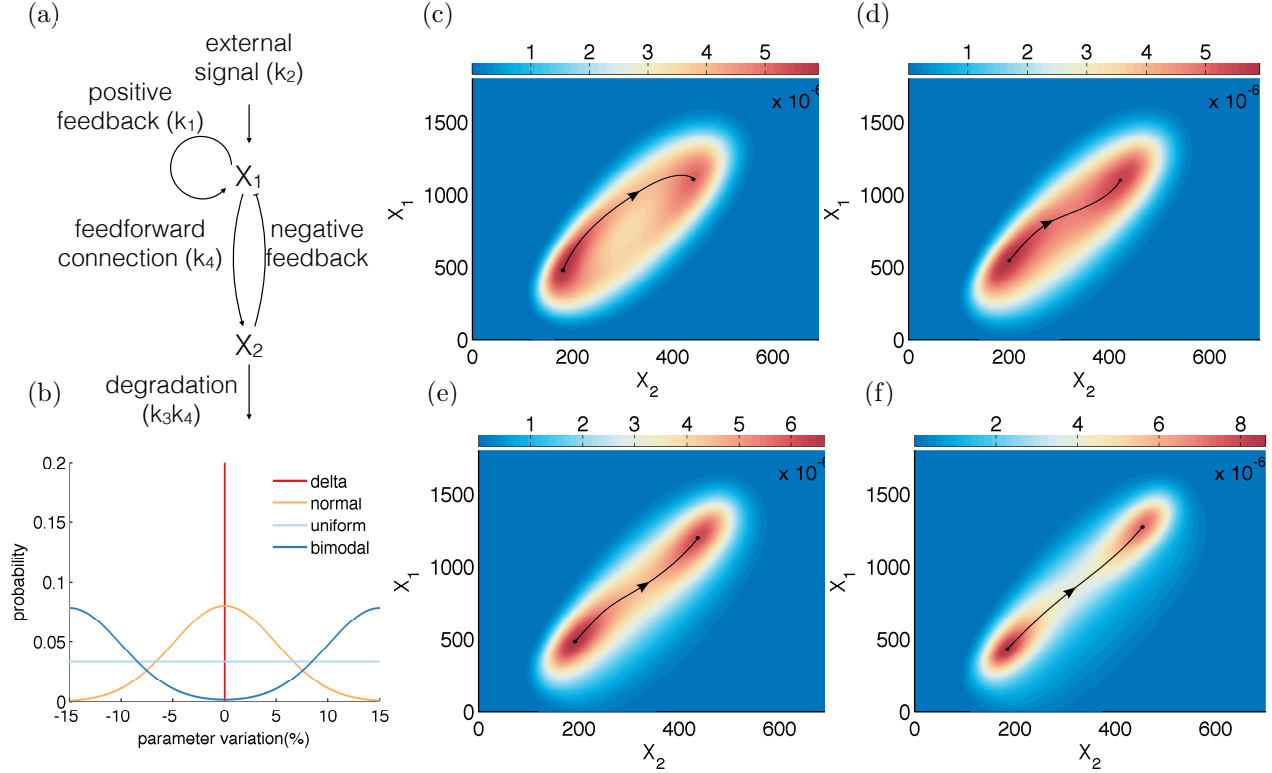 (a)
external
signal (k₂)
positive
feedback (k₁)
X₁
feedforward
connection (k₄)
negative
feedback
X₂
degradation
(k₃k₄)
(b)
0.2
0.15
0.1
0.05
0
probability
delta
normal
uniform
bimodal
-15 -10 -5 0 5 10 15
parameter variation(%)
(c)
1 2 3 4 5
x 10⁻⁶
1500
1000
500
0
X₁
0 200 400 600
X₂
(d)
1 2 3 4 5
x 10⁻⁶
1500
1000
500
0
X₁
0 200 400 600
X₂
(e)
1 2 3 4 5 6
x 10⁻⁶
1500
1000
500
0
X₁
0 200 400 600
X₂
(f)
2 4 6 8
x 10⁻⁶
1500
1000
500
0
X₁
0 200 400 600
X₂